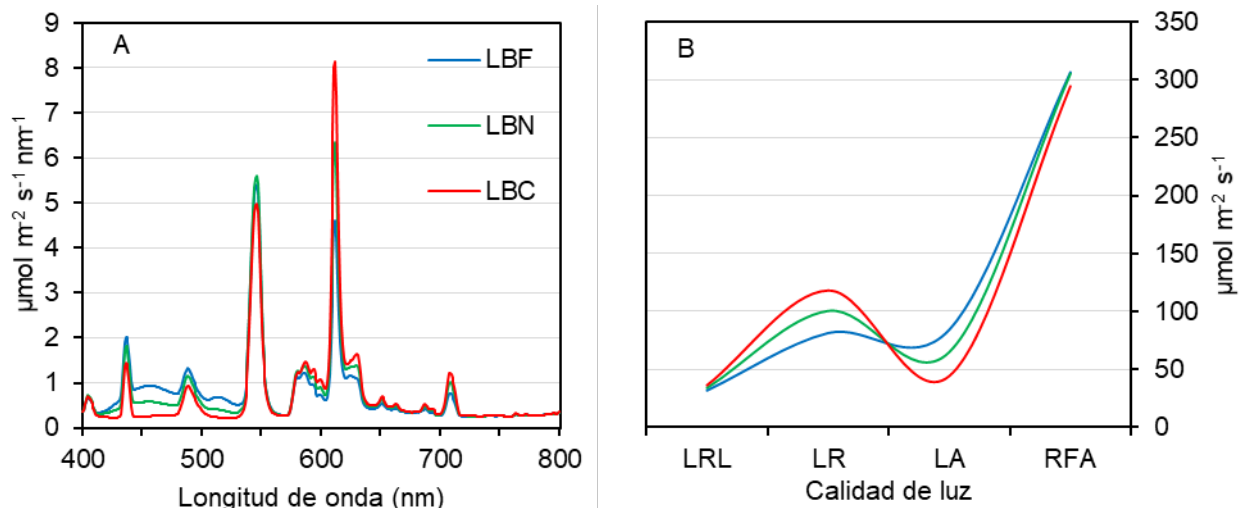 A
LBF
LBN
LBC
9
8
7
6
5
4
3
2
1
0
µmol m-2 s-1 nm-1
400
500
600
700
800
Longitud de onda (nm)
B
350
300
250
200
150
100
50
0
µmol m-2 s-1
LRL
LR
LA
RFA
Calidad de luz